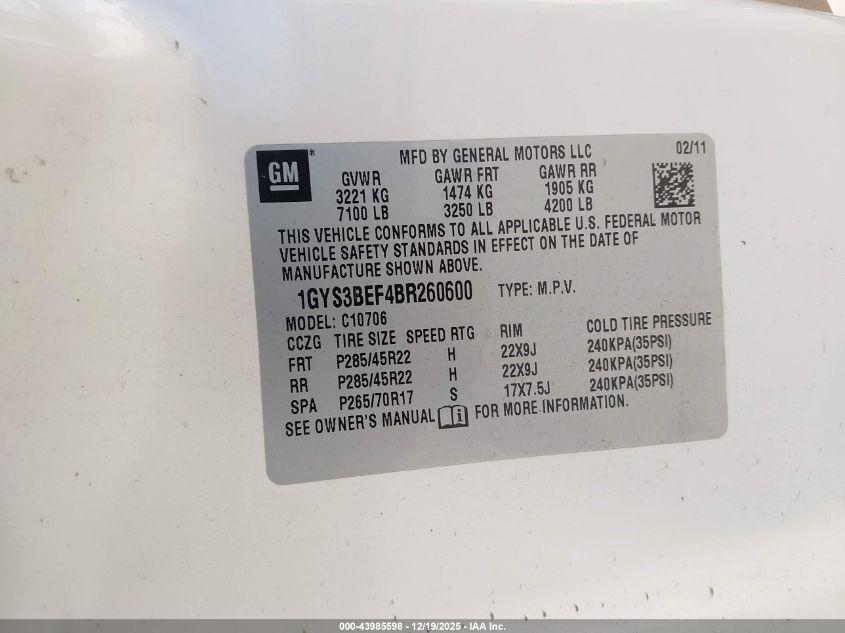 GM®
MFD BY GENERAL MOTORS LLC 02/11
GVWR GAWR FRT GAWR RR
3221 KG 1474 KG 1905 KG
7100 LB 3250 LB 4200 LB
THIS VEHICLE CONFORMS TO ALL APPLICABLE U.S. FEDERAL MOTOR
VEHICLE SAFETY STANDARDS IN EFFECT ON THE DATE OF
MANUFACTURE SHOWN ABOVE.
1GYS3BEF4BR260600 TYPE: M.P.V.
MODEL: C10706
CCZG TIRE SIZE SPEED RTG RIM COLD TIRE PRESSURE
FRT P285/45R22 H 22X9J 240KPA(35PSI)
RR P285/45R22 H 22X9J 240KPA(35PSI)
SPA P265/70R17 S 17X7.5J 240KPA(35PSI)
SEE OWNER'S MANUAL FOR MORE INFORMATION.
000-43985598 - 12/19/2025 - IAA Inc.